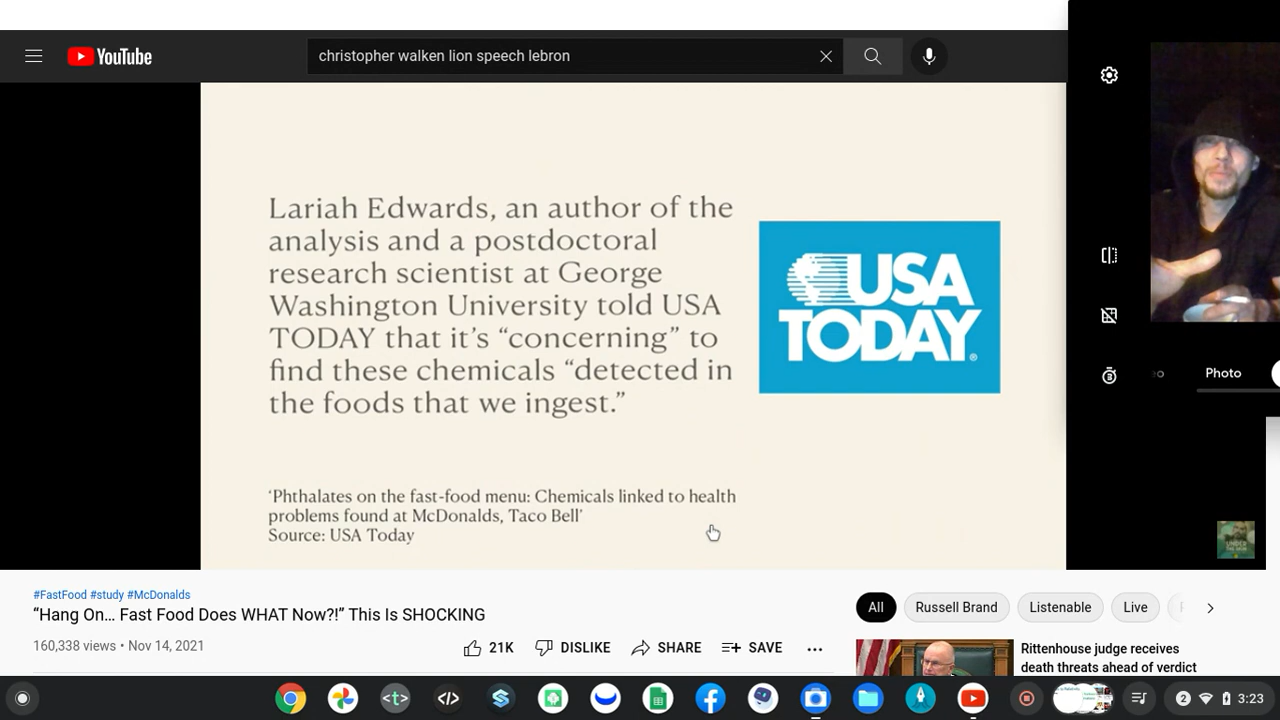 YouTube
christopher walken lion speech lebron
Lariah Edwards, an author of the
analysis and a postdoctoral
research scientist at George
Washington University told USA
TODAY that it's “concerning” to
find these chemicals “detected in
the foods that we ingest.”
USA
TODAY
‘Phthalates on the fast-food menu: Chemicals linked to health
problems found at McDonalds, Taco Bell’
Source: USA Today
Photo
UNDER
THE SKIN
#FastFood #study #McDonalds
“Hang On... Fast Food Does WHAT Now?!” This Is SHOCKING
160,338 views • Nov 14, 2021
21K
DISLIKE
SHARE
SAVE
All
Russell Brand
Listenable
Live
Rittenhouse judge receives
death threats ahead of verdict
2
3:23